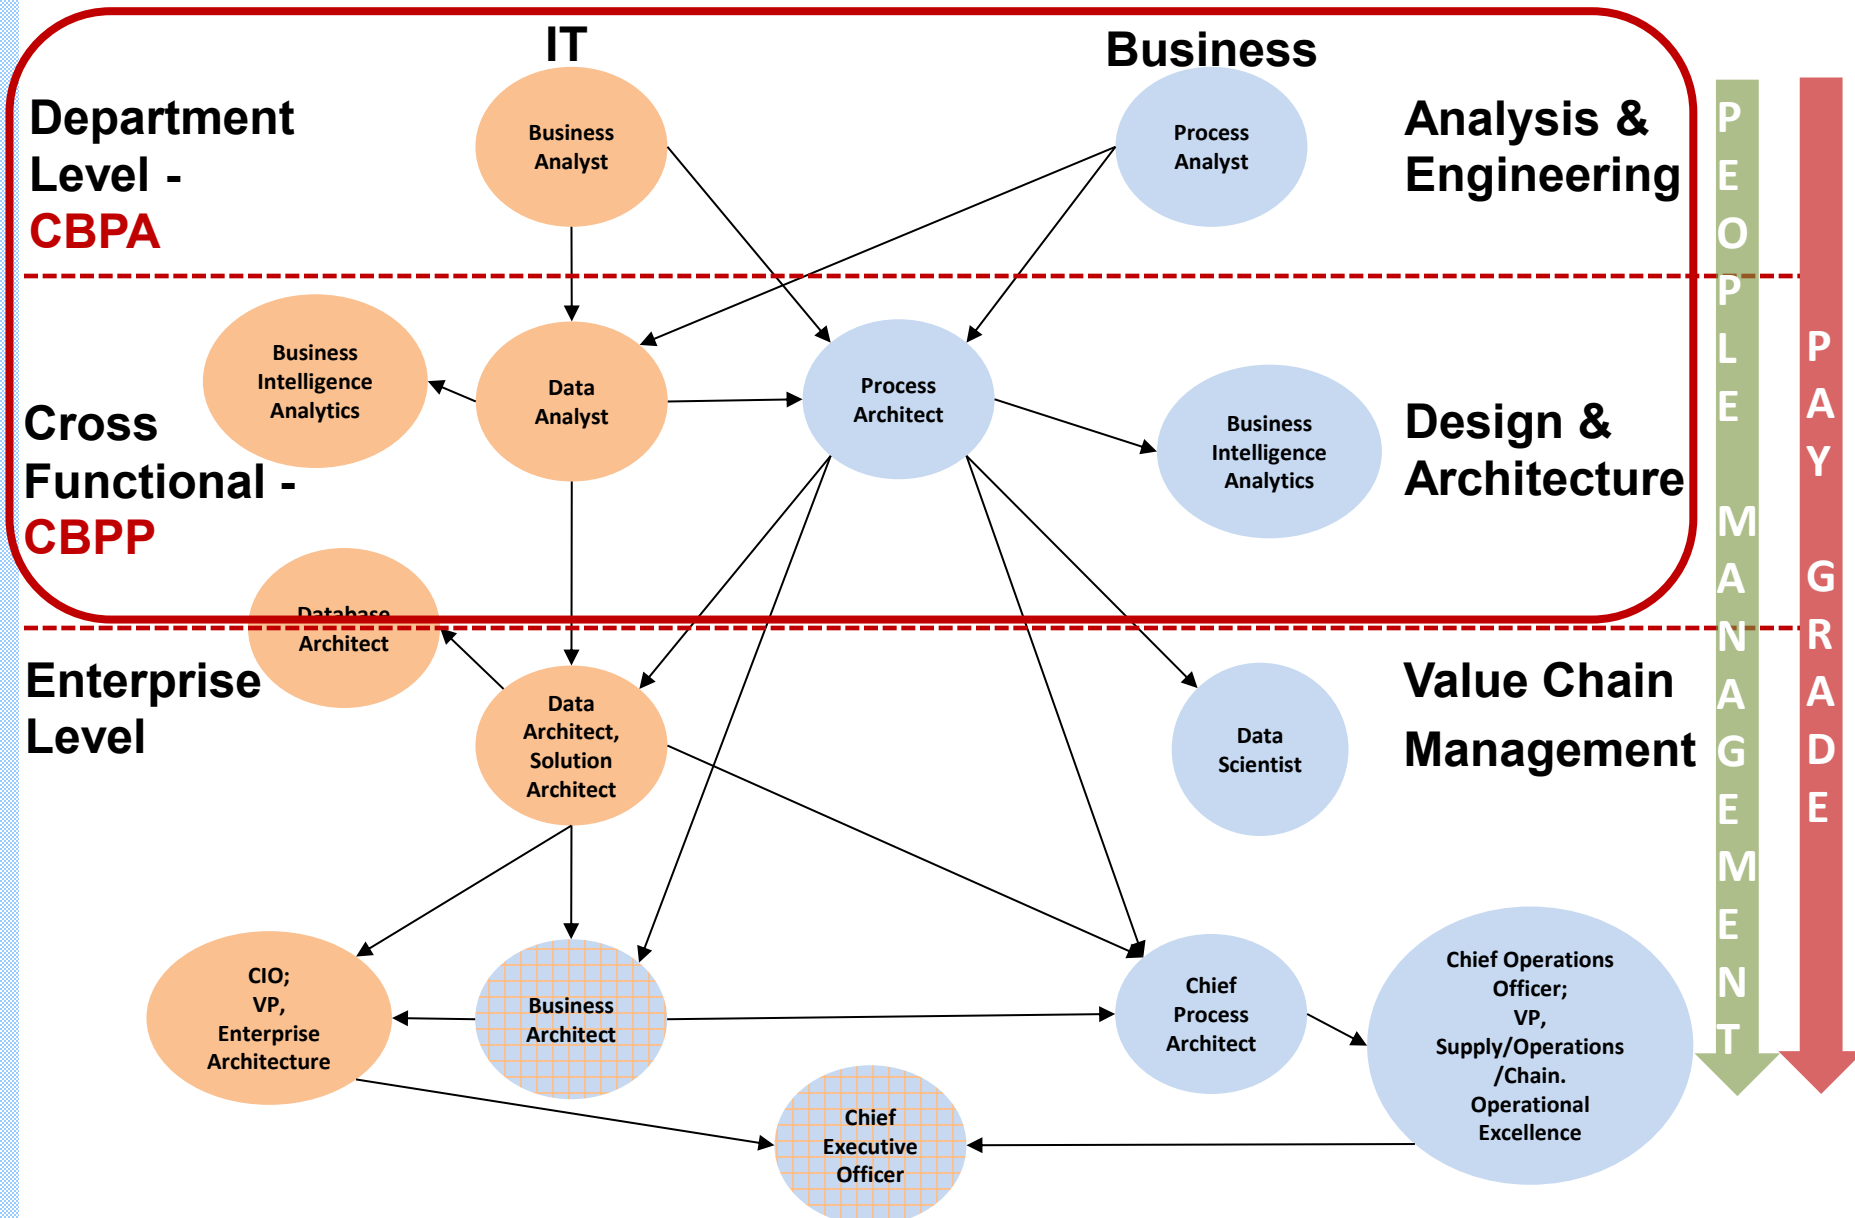 IT
Business
Department
Level -
CBPA
Business
Analyst
Process
Analyst
Analysis &
Engineering
Cross
Functional -
CBPP
Business
Intelligence
Analytics
Data
Analyst
Process
Architect
Business
Intelligence
Analytics
Design &
Architecture
Database
Architect
Enterprise
Level
Data
Architect,
Solution
Architect
Data
Scientist
Value Chain
Management
CIO;
VP,
Enterprise
Architecture
Business
Architect
Chief
Process
Architect
Chief Operations
Officer;
VP,
Supply/Operations
/Chain.
Operational
Excellence
Chief
Executive
Officer
PEOPLE MANAGEMENT
PAY GRADE